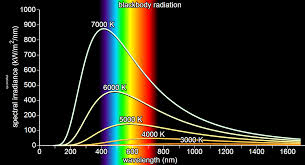 blackbody radiation
1000
900
800
700
600
500
400
300
200
100
0
spectral irradiance (kW/m²/nm)
7000 K
6000 K
5000 K
4000 K
3000 K
0 200 400 600 800 1000 1200 1400 1600
wavelength (nm)